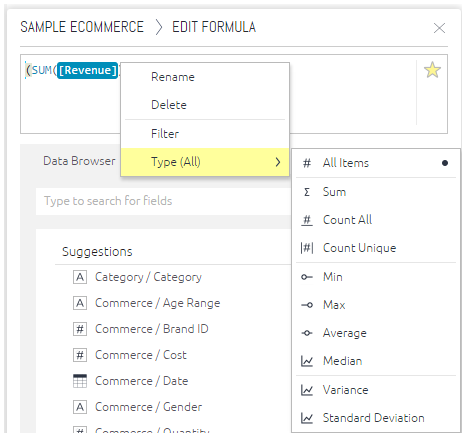 SAMPLE ECOMMERCE > EDIT FORMULA
(SUM([Revenue])
Rename
Delete
Filter
Type (All)
# All Items
Σ Sum
# Count All
|#| Count Unique
Min
Max
Average
Median
Variance
Standard Deviation
Data Browser
Type to search for fields
Suggestions
A Category / Category
A Commerce / Age Range
# Commerce / Brand ID
# Commerce / Cost
Commerce / Date
A Commerce / Gender
# Commerce / Quantity